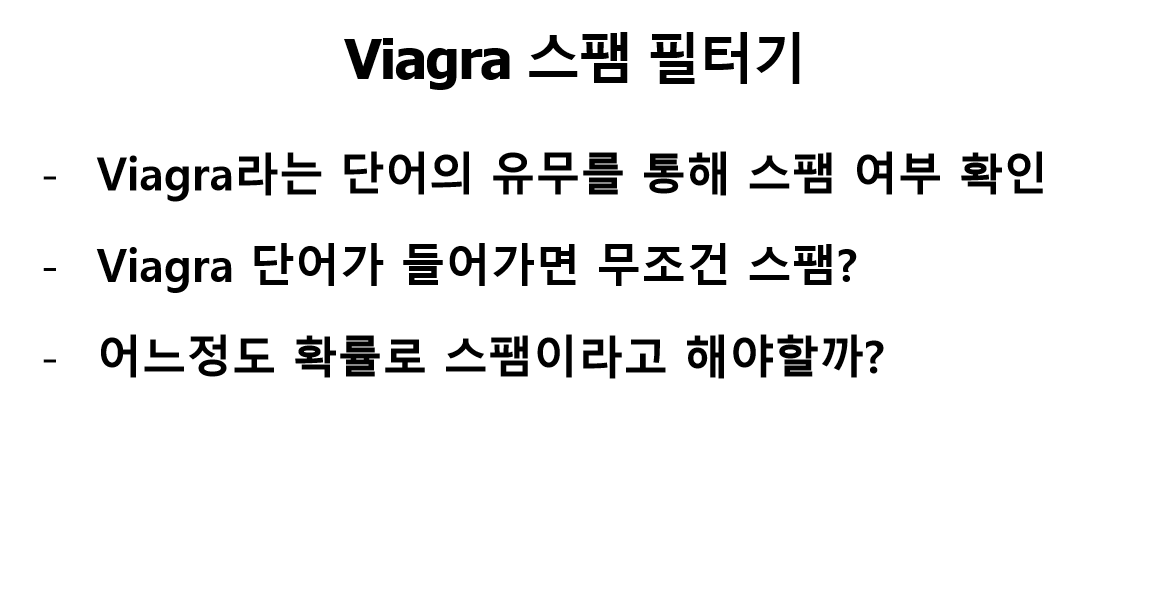 Viagra 스팸 필터기
- Viagra라는 단어의 유무를 통해 스팸 여부 확인
- Viagra 단어가 들어가면 무조건 스팸?
- 어느정도 확률로 스팸이라고 해야할까?